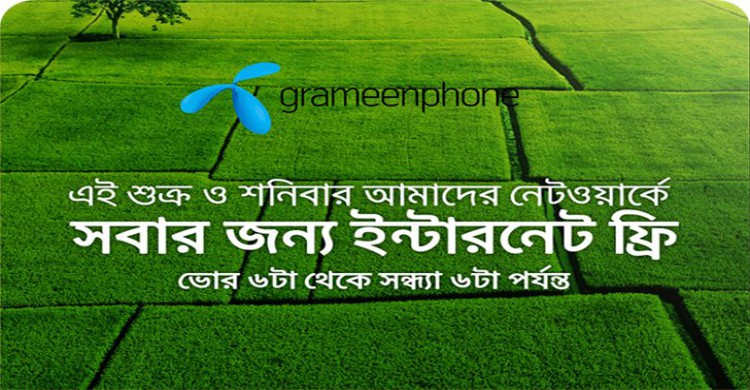 grameenphone
এই শুক্র ও শনিবার আমাদের নেটওয়ার্কে
সবার জন্য ইন্টারনেট ফ্রি
ভোর ৬টা থেকে সন্ধ্যা ৬টা পর্যন্ত